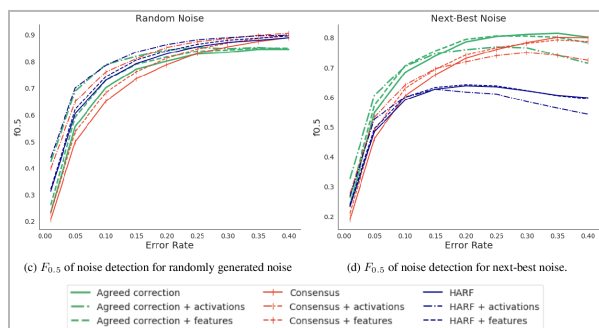 Random Noise
0.9
0.8
0.7
0.6
f0.5
0.5
0.4
0.3
0.2
0.00 0.05 0.10 0.15 0.20 0.25 0.30 0.35 0.40
Error Rate
(c) F0.5 of noise detection for randomly generated noise
Next-Best Noise
0.8
0.7
0.6
f0.5
0.5
0.4
0.3
0.2
0.00 0.05 0.10 0.15 0.20 0.25 0.30 0.35 0.40
Error Rate
(d) F0.5 of noise detection for next-best noise.
Agreed correction
Agreed correction + activations
Agreed correction + features
Consensus
Consensus + activations
Consensus + features
HARF
HARF + activations
HARF + features